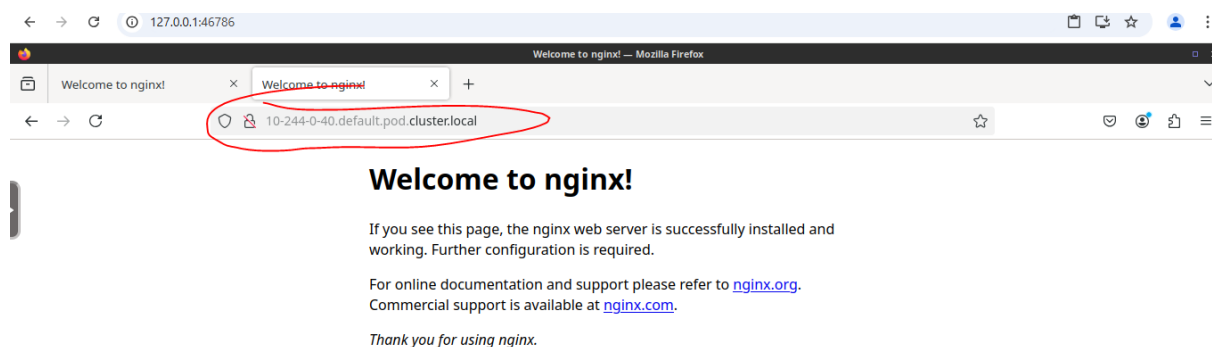 127.0.0.1:46786
Welcome to nginx! — Mozilla Firefox
Welcome to nginx!
Welcome to nginx!
10-244-0-40.default.pod.cluster.local
Welcome to nginx!
If you see this page, the nginx web server is successfully installed and
working. Further configuration is required.
For online documentation and support please refer to nginx.org.
Commercial support is available at nginx.com.
Thank you for using nginx.